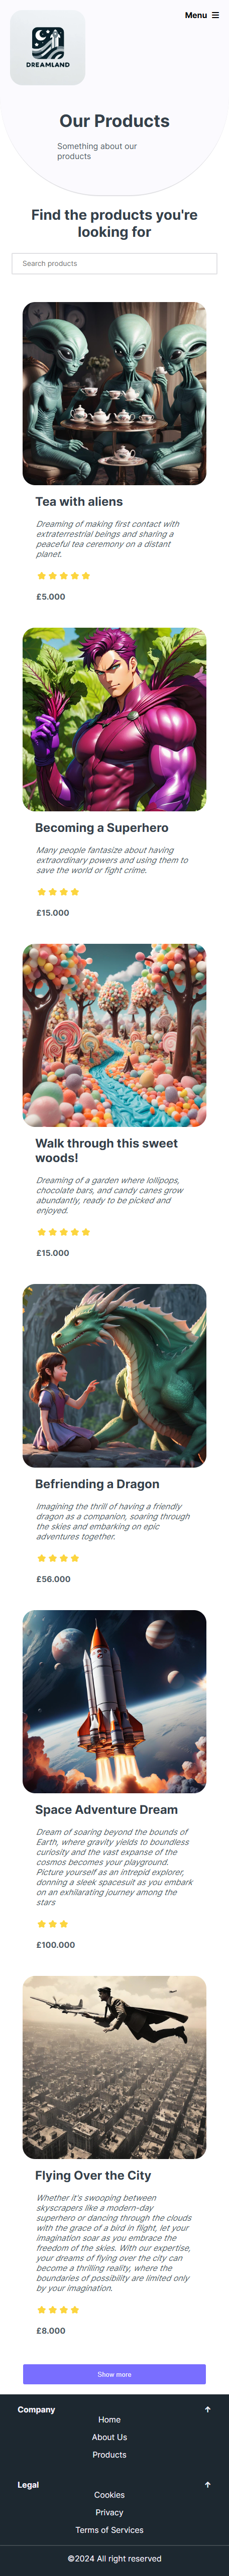 DREAMLAND
Menu
Our Products
Something about our
products
Find the products you're
looking for
Search products
Tea with aliens
Dreaming of making first contact with
extraterrestrial beings and sharing a
peaceful tea ceremony on a distant
planet.
£5.000
Becoming a Superhero
Many people fantasize about having
extraordinary powers and using them to
save the world or fight crime.
£15.000
Walk through this sweet
woods!
Dreaming of a garden where lollipops,
chocolate bars, and candy canes grow
abundantly, ready to be picked and
enjoyed.
£15.000
Befriending a Dragon
Imagining the thrill of having a friendly
dragon as a companion, soaring through
the skies and embarking on epic
adventures together.
£56.000
Space Adventure Dream
Dream of soaring beyond the bounds of
Earth, where gravity yields to boundless
curiosity and the vast expanse of the
cosmos becomes your playground.
Picture yourself as an intrepid explorer,
donning a sleek spacesuit as you embark
on an exhilarating journey among the
stars
£100.000
Flying Over the City
Whether it's swooping between
skyscrapers like a modern-day
superhero or dancing through the clouds
with the grace of a bird in flight, let your
imagination soar as you embrace the
freedom of the skies. With our expertise,
your dreams of flying over the city can
become a thrilling reality, where the
boundaries of possibility are limited only
by your imagination.
£8.000
Show more
Company
Home
About Us
Products
Legal
Cookies
Privacy
Terms of Services
©2024 All right reserved